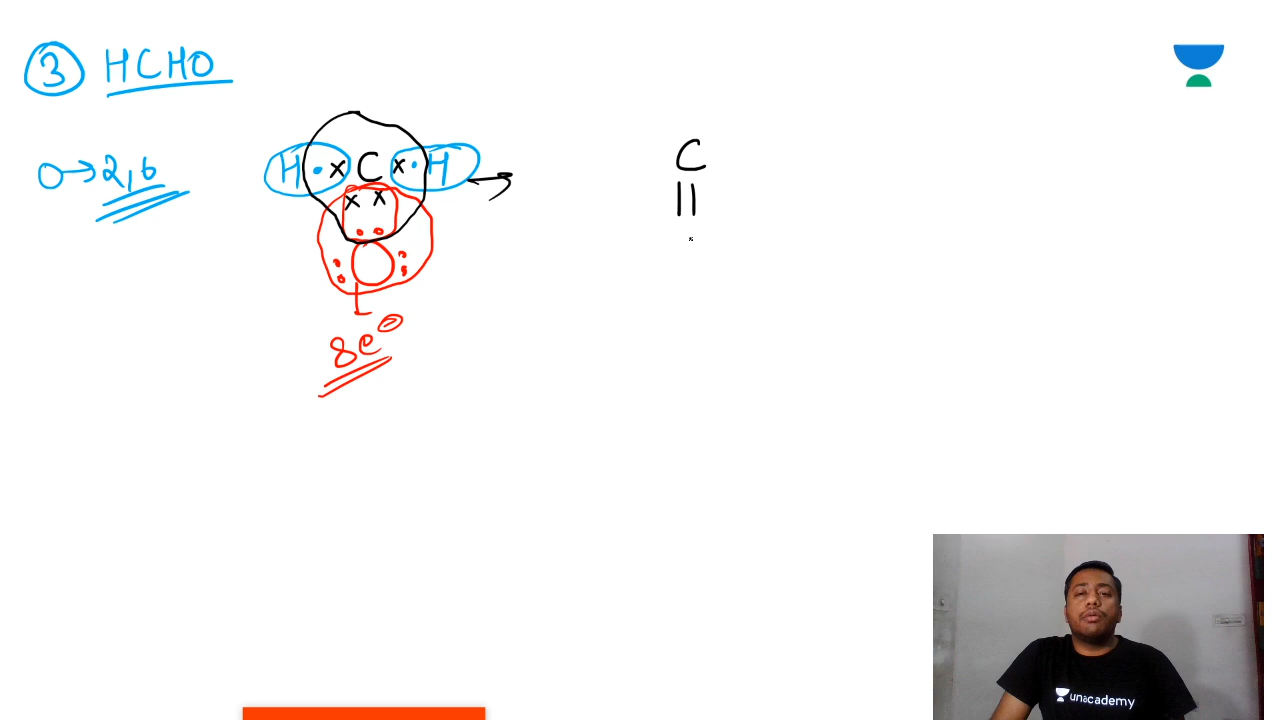 3 HCHO
O → 2,6
H · x C x · H →
x x
8e⊖
C
||
unacademy